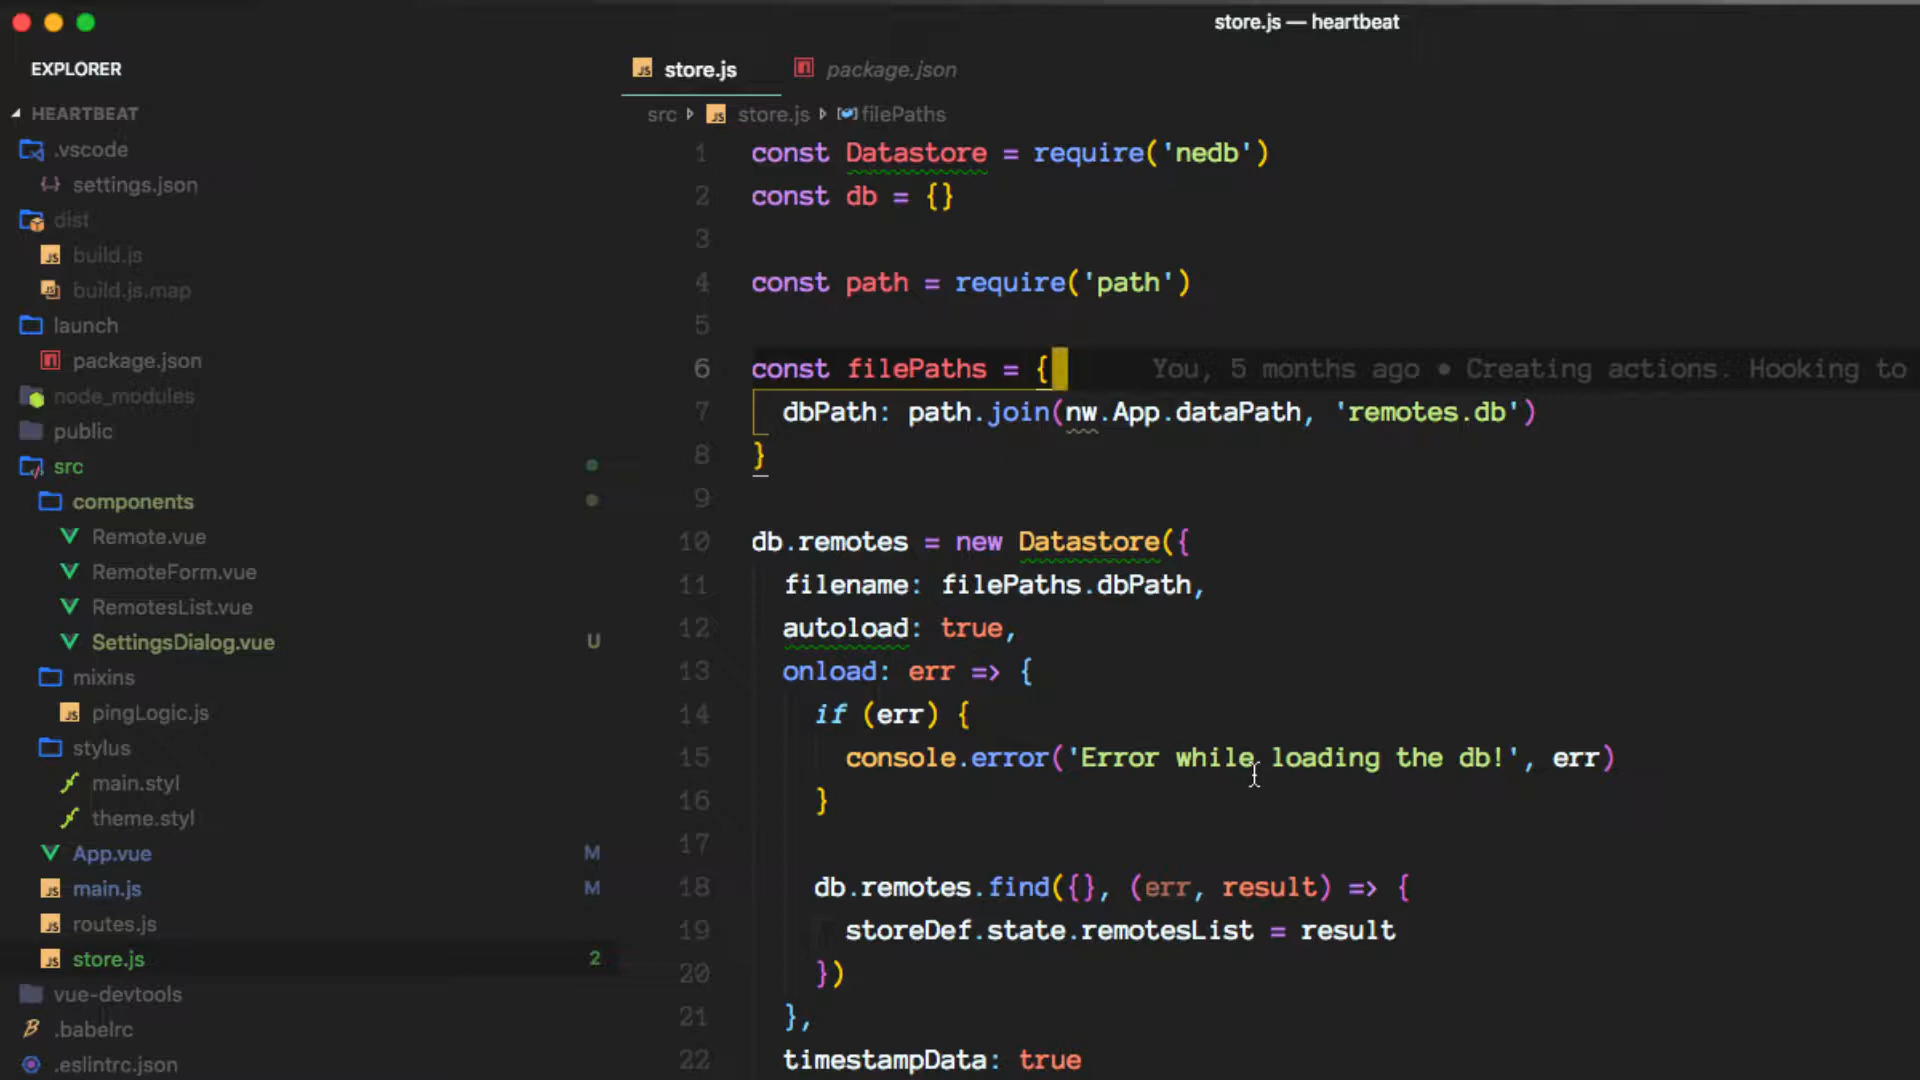 store.js — heartbeat
EXPLORER
HEARTBEAT
.vscode
settings.json
dist
build.js
build.js.map
launch
package.json
node_modules
public
src
components
Remote.vue
RemoteForm.vue
RemotesList.vue
SettingsDialog.vue U
mixins
pingLogic.js
stylus
main.styl
theme.styl
App.vue M
main.js M
routes.js
store.js 2
vue-devtools
.babelrc
.eslintrc.json
store.js package.json
src store.js filePaths
1 const Datastore = require('nedb')
2 const db = {}
3
4 const path = require('path')
5
6 const filePaths = { You, 5 months ago • Creating actions. Hooking to
7 dbPath: path.join(nw.App.dataPath, 'remotes.db')
8 }
9
10 db.remotes = new Datastore({
11 filename: filePaths.dbPath,
12 autoload: true,
13 onload: err => {
14 if (err) {
15 console.error('Error while loading the db!', err)
16 }
17
18 db.remotes.find({}, (err, result) => {
19 storeDef.state.remotesList = result
20 })
21 },
22 timestampData: true